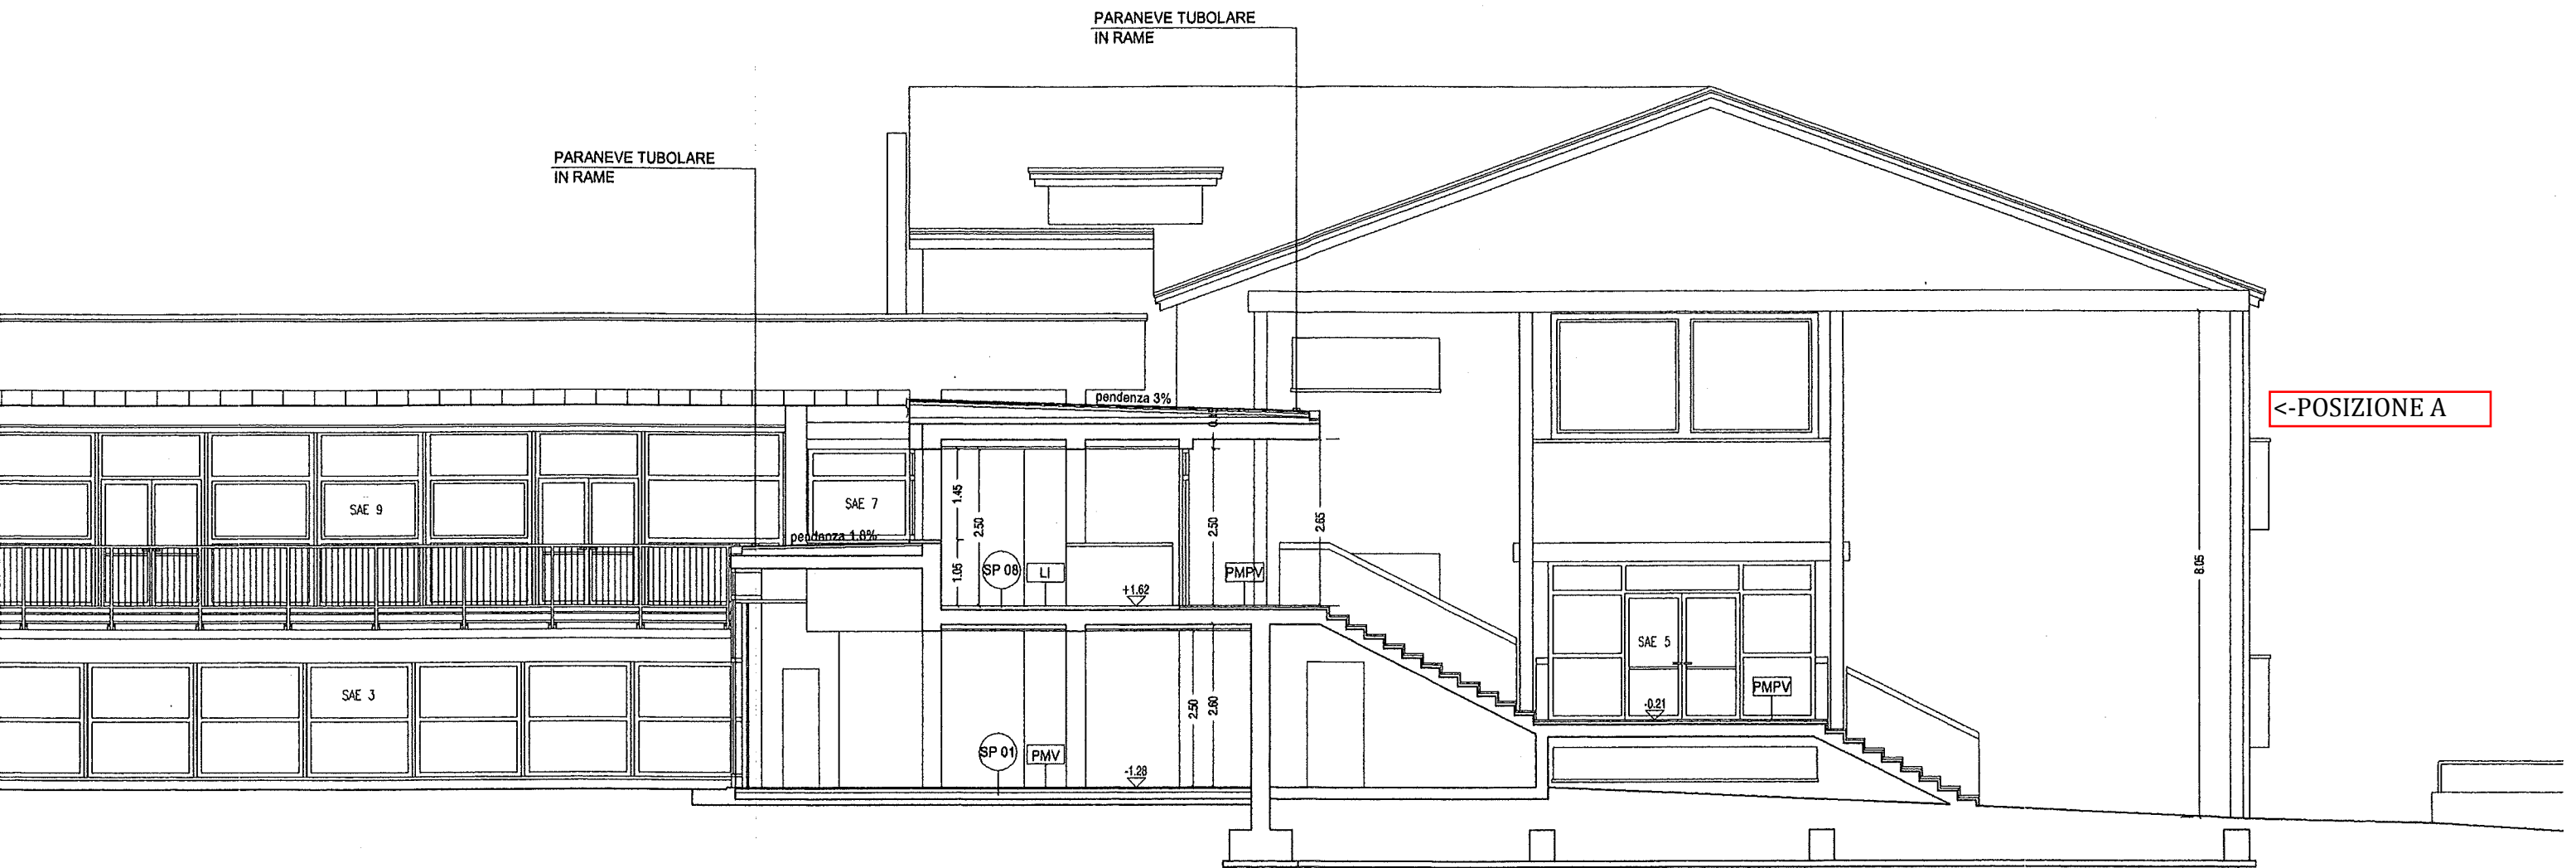 PARANEVE TUBOLARE
IN RAME
PARANEVE TUBOLARE
IN RAME
<-POSIZIONE A
pendenza 3%
SAE 9
SAE 7
pendenza 1.8%
1.45
2.50
1.05
SP 08
LI
+1.62
2.50
PMPV
2.65
8.05
SAE 5
PMPV
-0.21
SAE 3
SP 01
PMV
-1.28
2.50
2.60